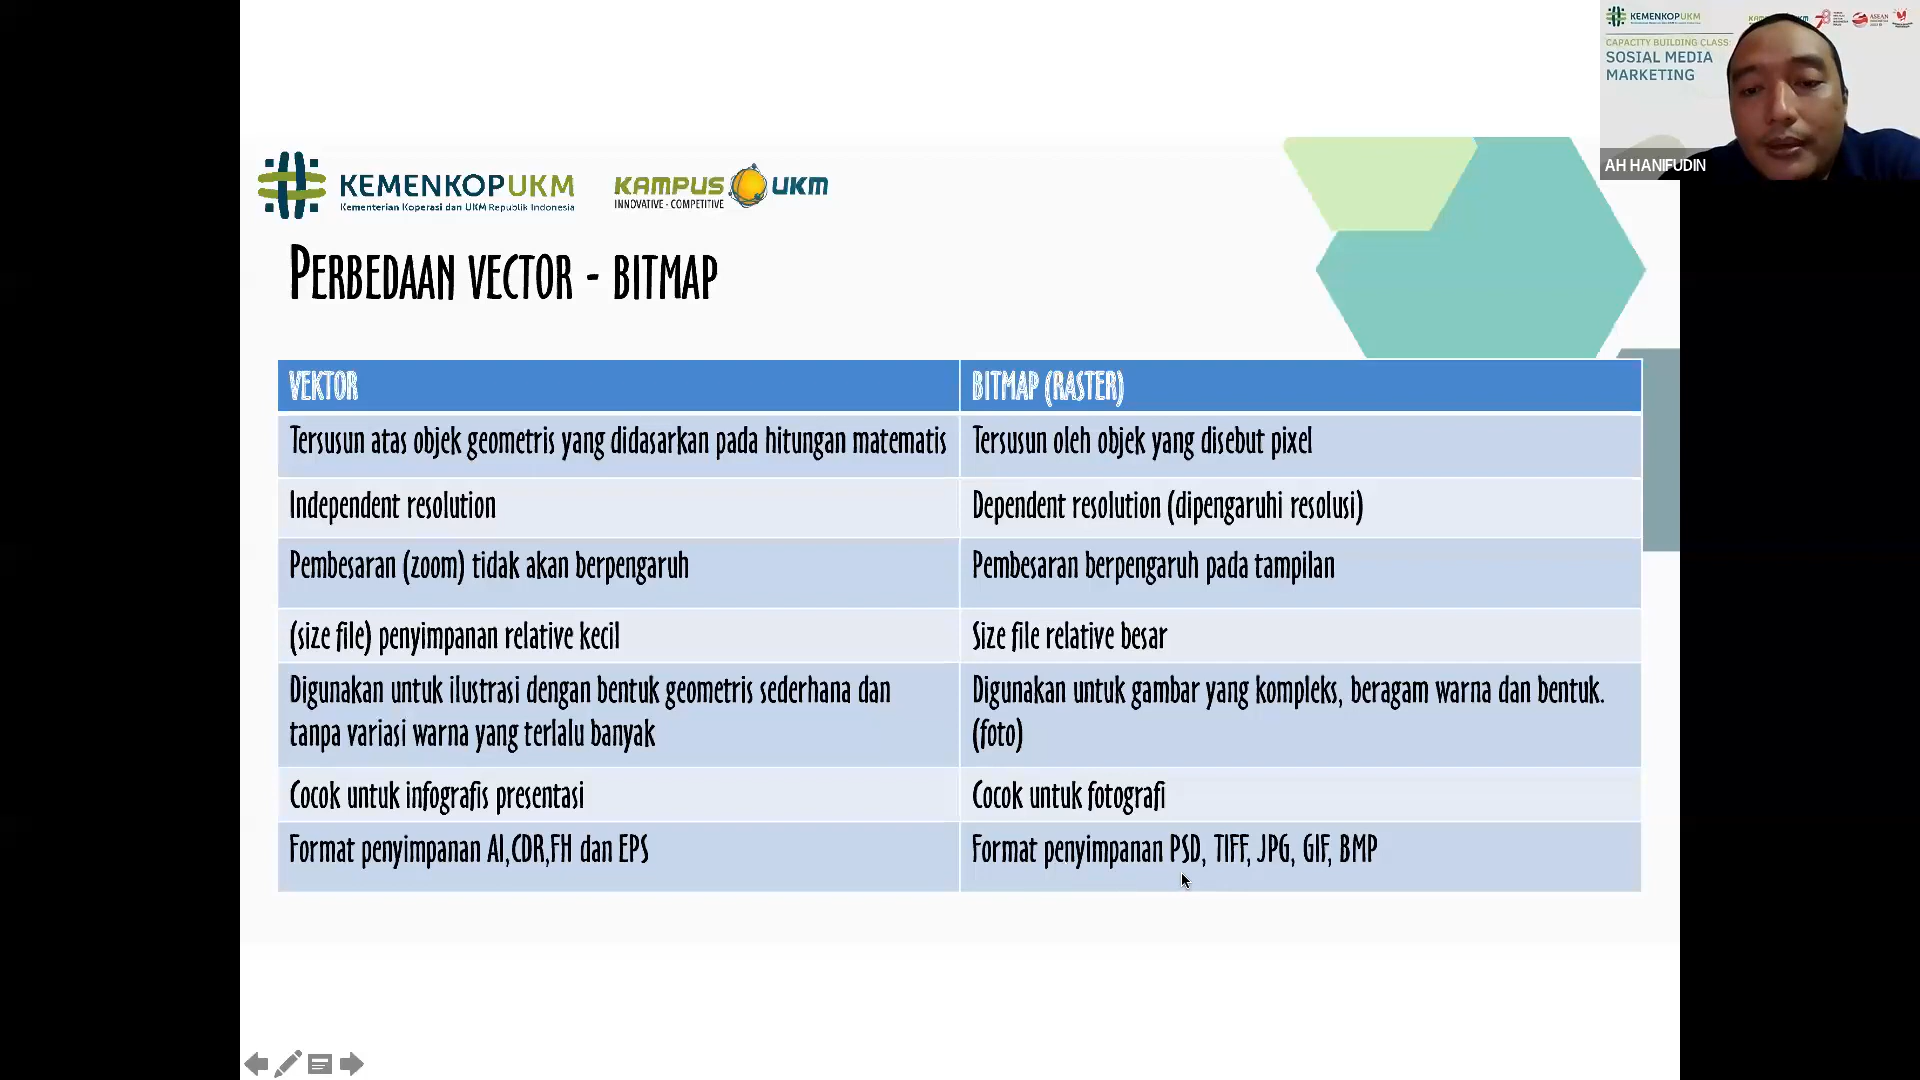 KEMENKOPUKM
CAPACITY BUILDING CLASS:
SOSIAL MEDIA
MARKETING
AH HANIFUDIN
KEMENKOPUKM
Kementerian Koperasi dan UKM Republik Indonesia
KAMPUS UKM
INNOVATIVE - COMPETITIVE
PERBEDAAN VECTOR - BITMAP
VEKTOR
BITMAP (RASTER)
Tersusun atas objek geometris yang didasarkan pada hitungan matematis
Tersusun oleh objek yang disebut pixel
Independent resolution
Dependent resolution (dipengaruhi resolusi)
Pembesaran (zoom) tidak akan berpengaruh
Pembesaran berpengaruh pada tampilan
(size file) penyimpanan relative kecil
Size file relative besar
Digunakan untuk ilustrasi dengan bentuk geometris sederhana dan
tanpa variasi warna yang terlalu banyak
Digunakan untuk gambar yang kompleks, beragam warna dan bentuk.
(foto)
Cocok untuk infografis presentasi
Cocok untuk fotografi
Format penyimpanan AI,CDR,FH dan EPS
Format penyimpanan PSD, TIFF, JPG, GIF, BMP